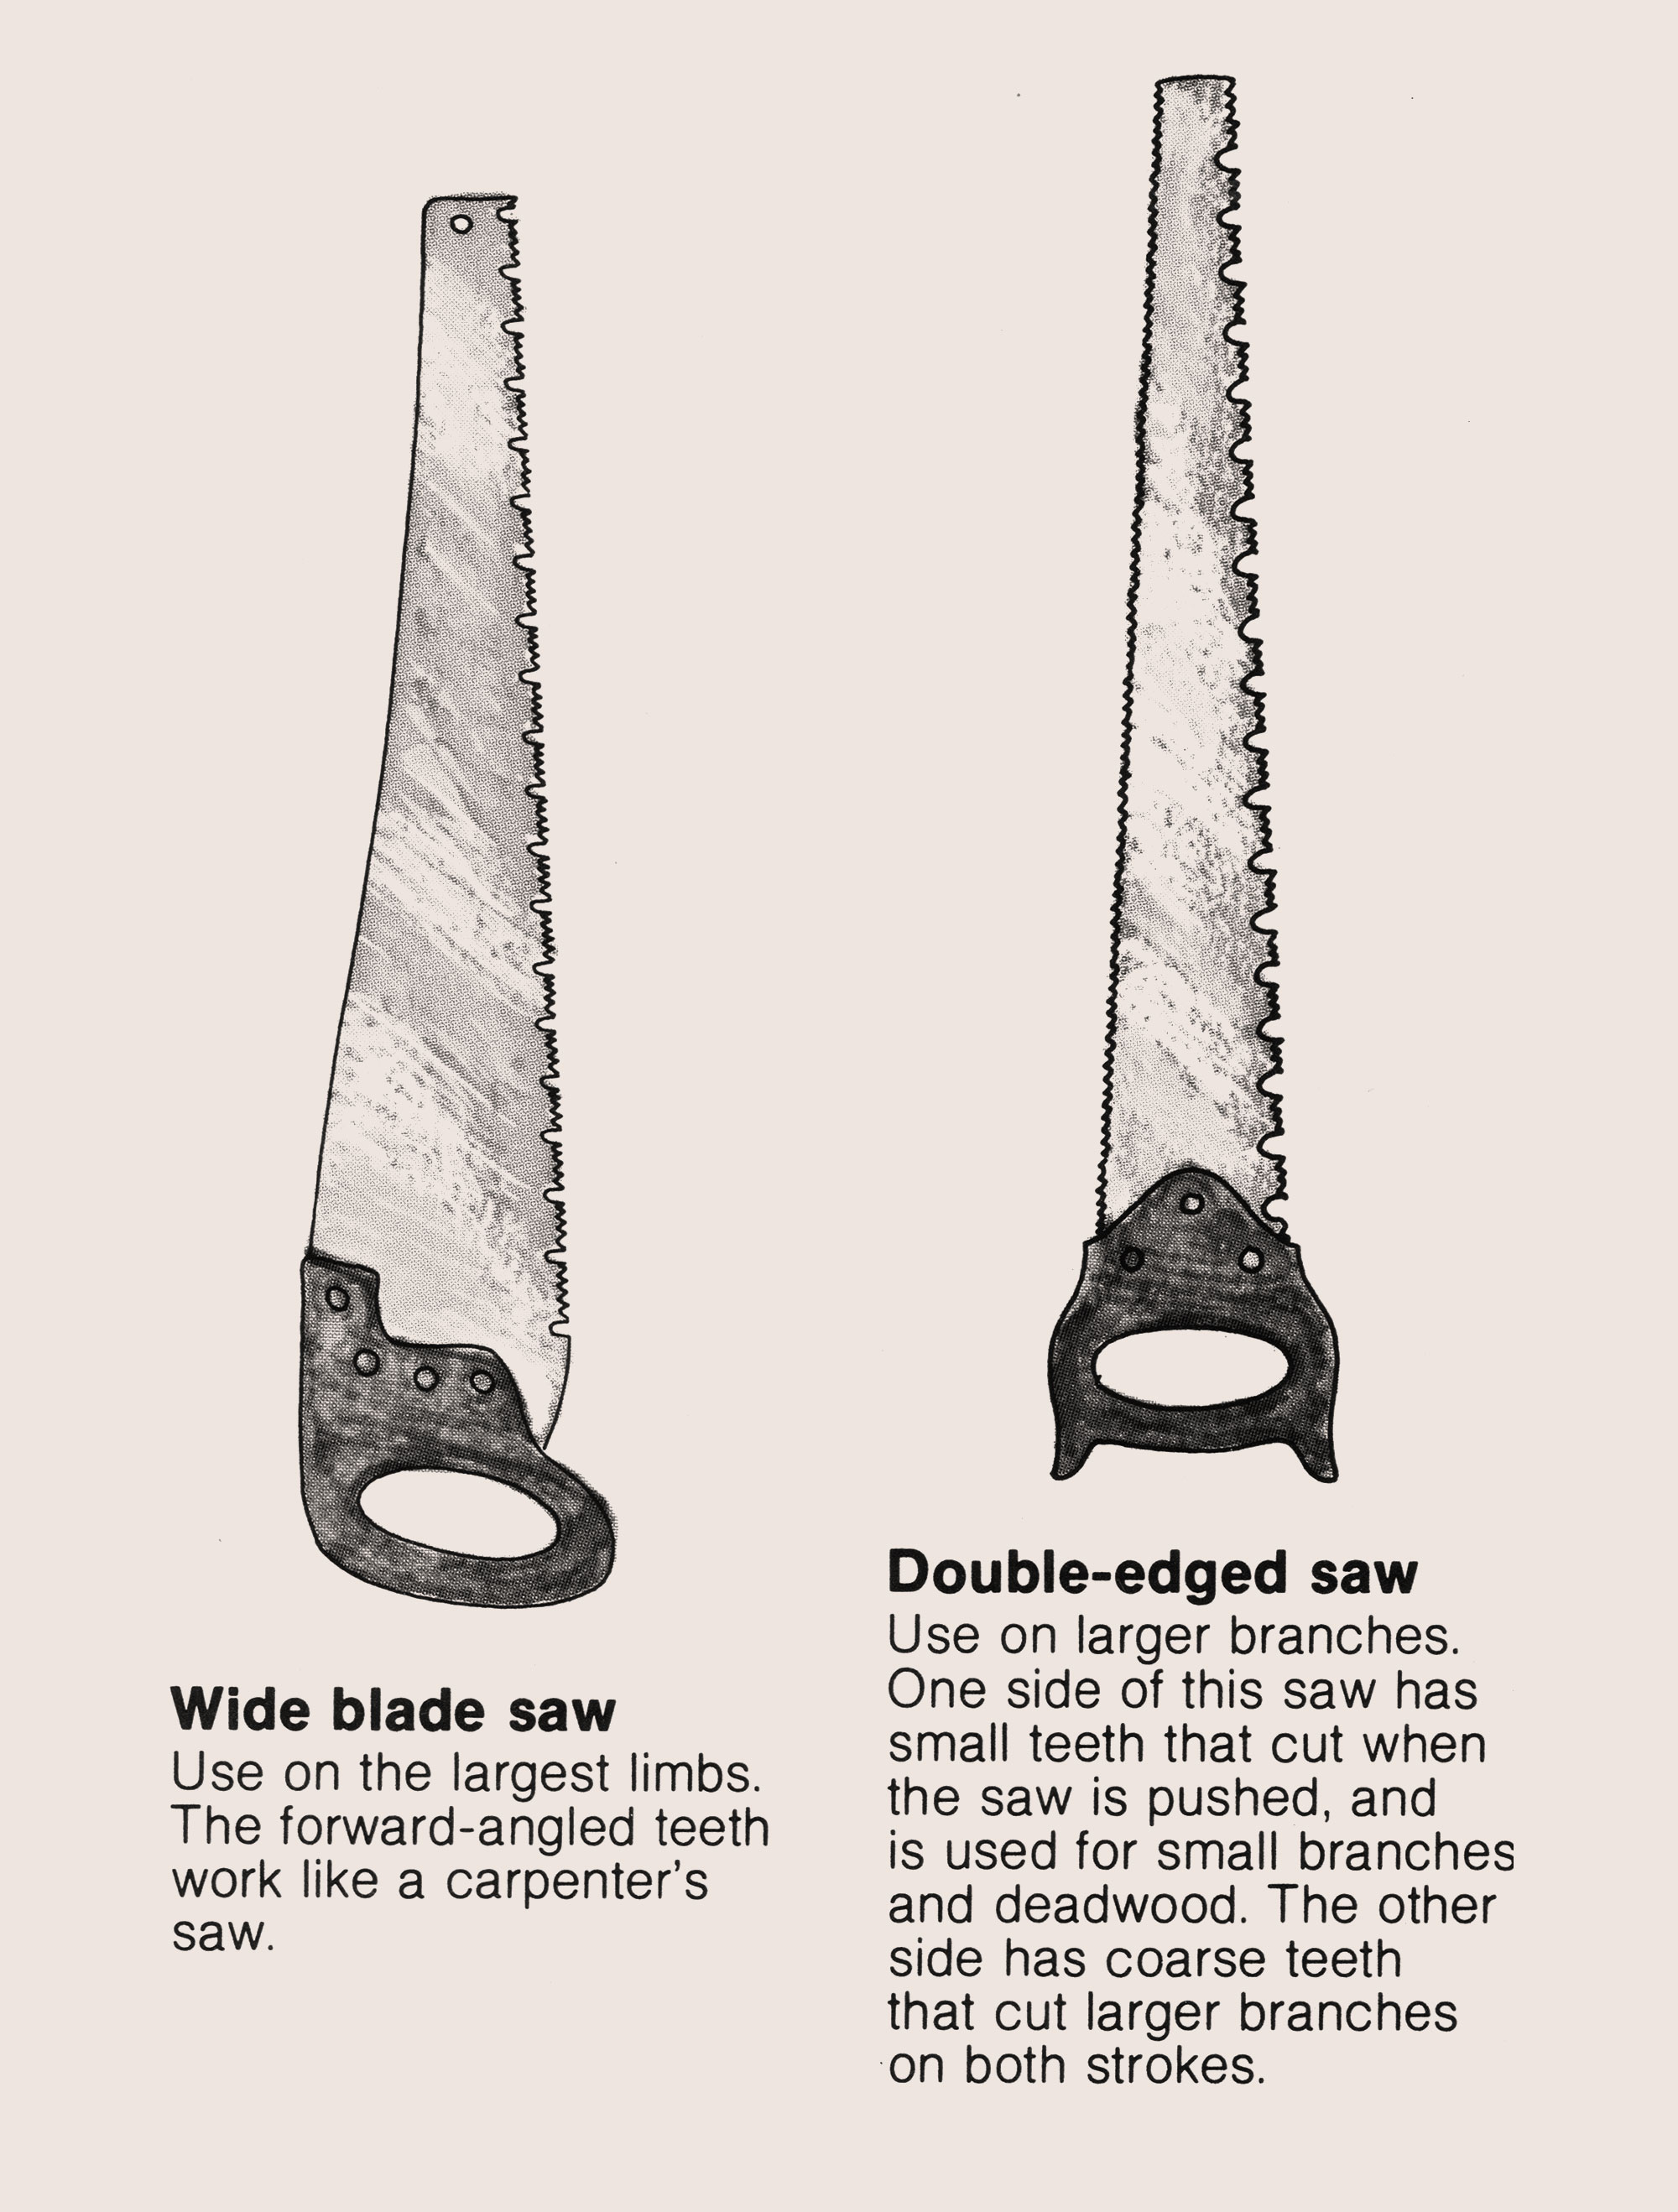 Wide blade saw
Use on the largest limbs.
The forward-angled teeth
work like a carpenter's
saw.
Double-edged saw
Use on larger branches.
One side of this saw has
small teeth that cut when
the saw is pushed, and
is used for small branches
and deadwood. The other
side has coarse teeth
that cut larger branches
on both strokes.